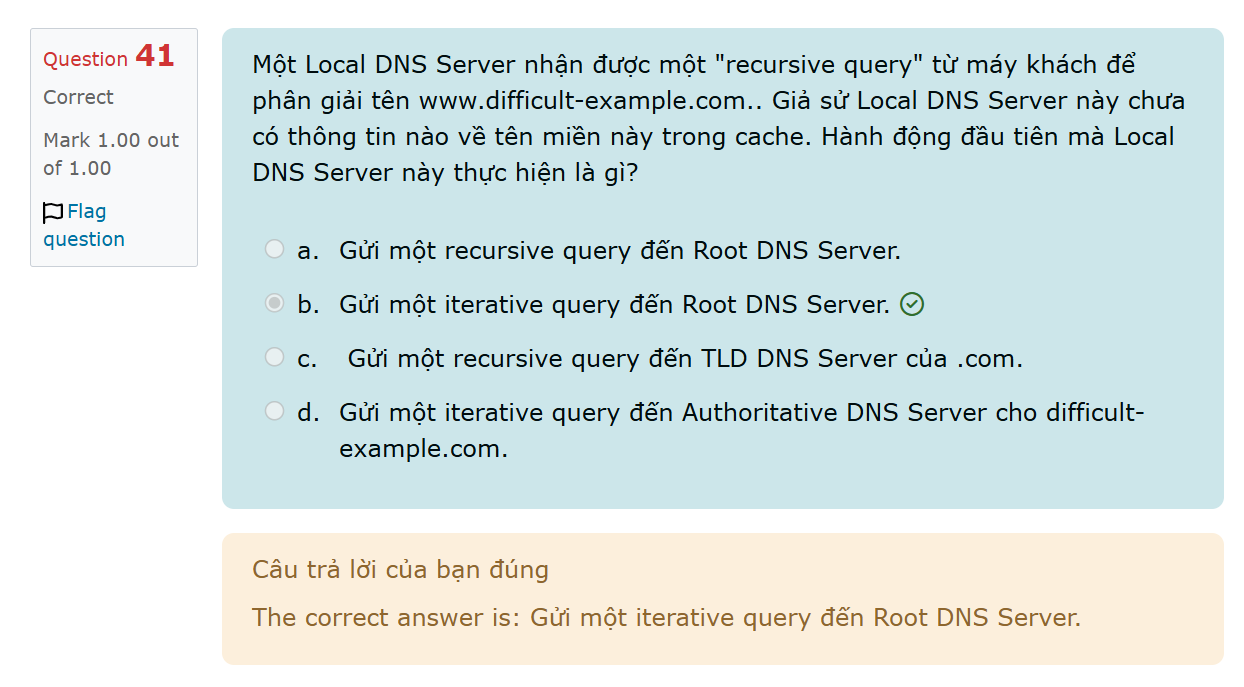 Question 41
Correct
Mark 1.00 out
of 1.00
Flag
question
Một Local DNS Server nhận được một "recursive query" từ máy khách để
phân giải tên www.difficult-example.com.. Giả sử Local DNS Server này chưa
có thông tin nào về tên miền này trong cache. Hành động đầu tiên mà Local
DNS Server này thực hiện là gì?
a. Gửi một recursive query đến Root DNS Server.
b. Gửi một iterative query đến Root DNS Server.
c. Gửi một recursive query đến TLD DNS Server của .com.
d. Gửi một iterative query đến Authoritative DNS Server cho difficult-
example.com.
Câu trả lời của bạn đúng
The correct answer is: Gửi một iterative query đến Root DNS Server.